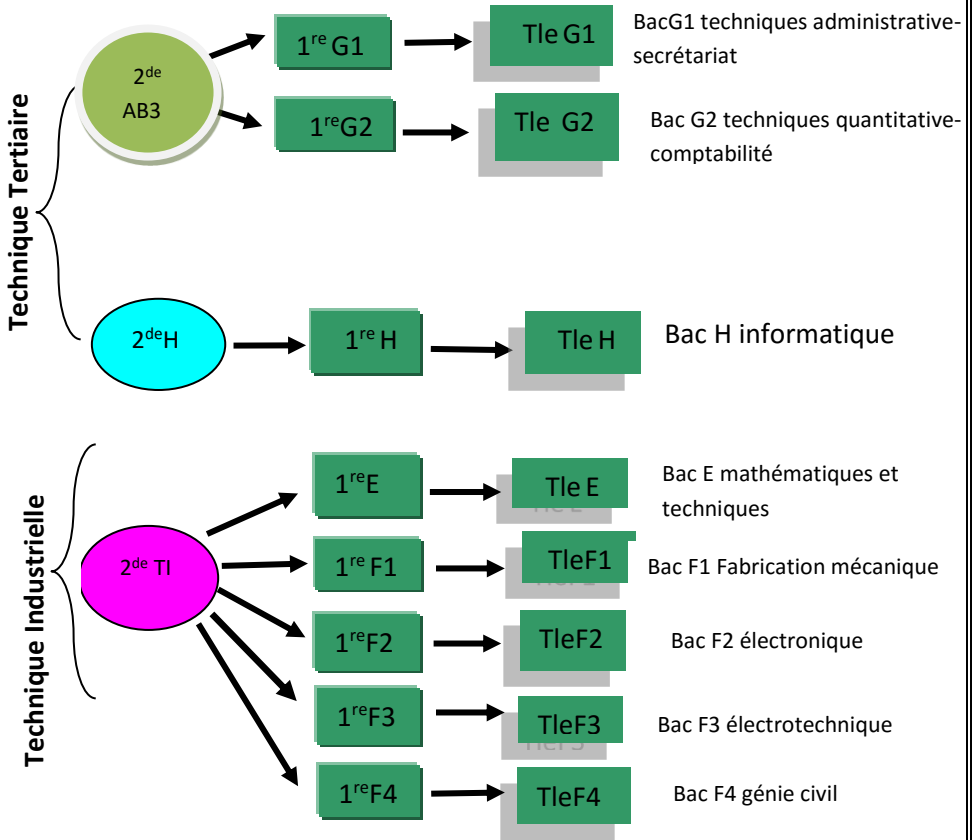 Technique Tertiaire
2de
AB3
1re G1
Tle G1
BacG1 techniques administrative-
secrétariat
1reG2
Tle G2
Bac G2 techniques quantitative-
comptabilité
2deH
1re H
Tle H
Bac H informatique
Technique Industrielle
2de TI
1reE
Tle E
Bac E mathématiques et
techniques
1re F1
TleF1
Bac F1 Fabrication mécanique
1reF2
TleF2
Bac F2 électronique
1reF3
TleF3
Bac F3 électrotechnique
1reF4
TleF4
Bac F4 génie civil